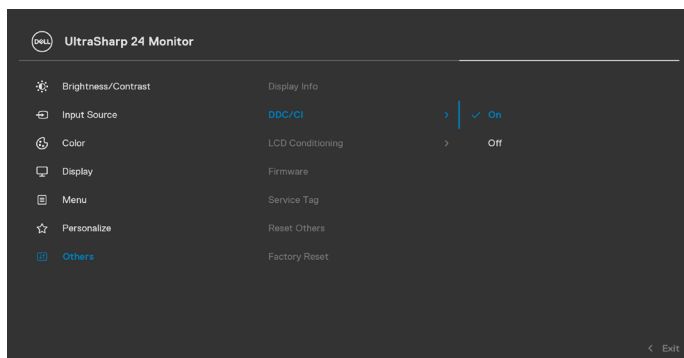 DELL UltraSharp 24 Monitor
Brightness/Contrast Display Info
Input Source DDC/CI > ✓ On
Color LCD Conditioning > Off
Display Firmware
Menu Service Tag
Personalize Reset Others
Others Factory Reset
< Exit